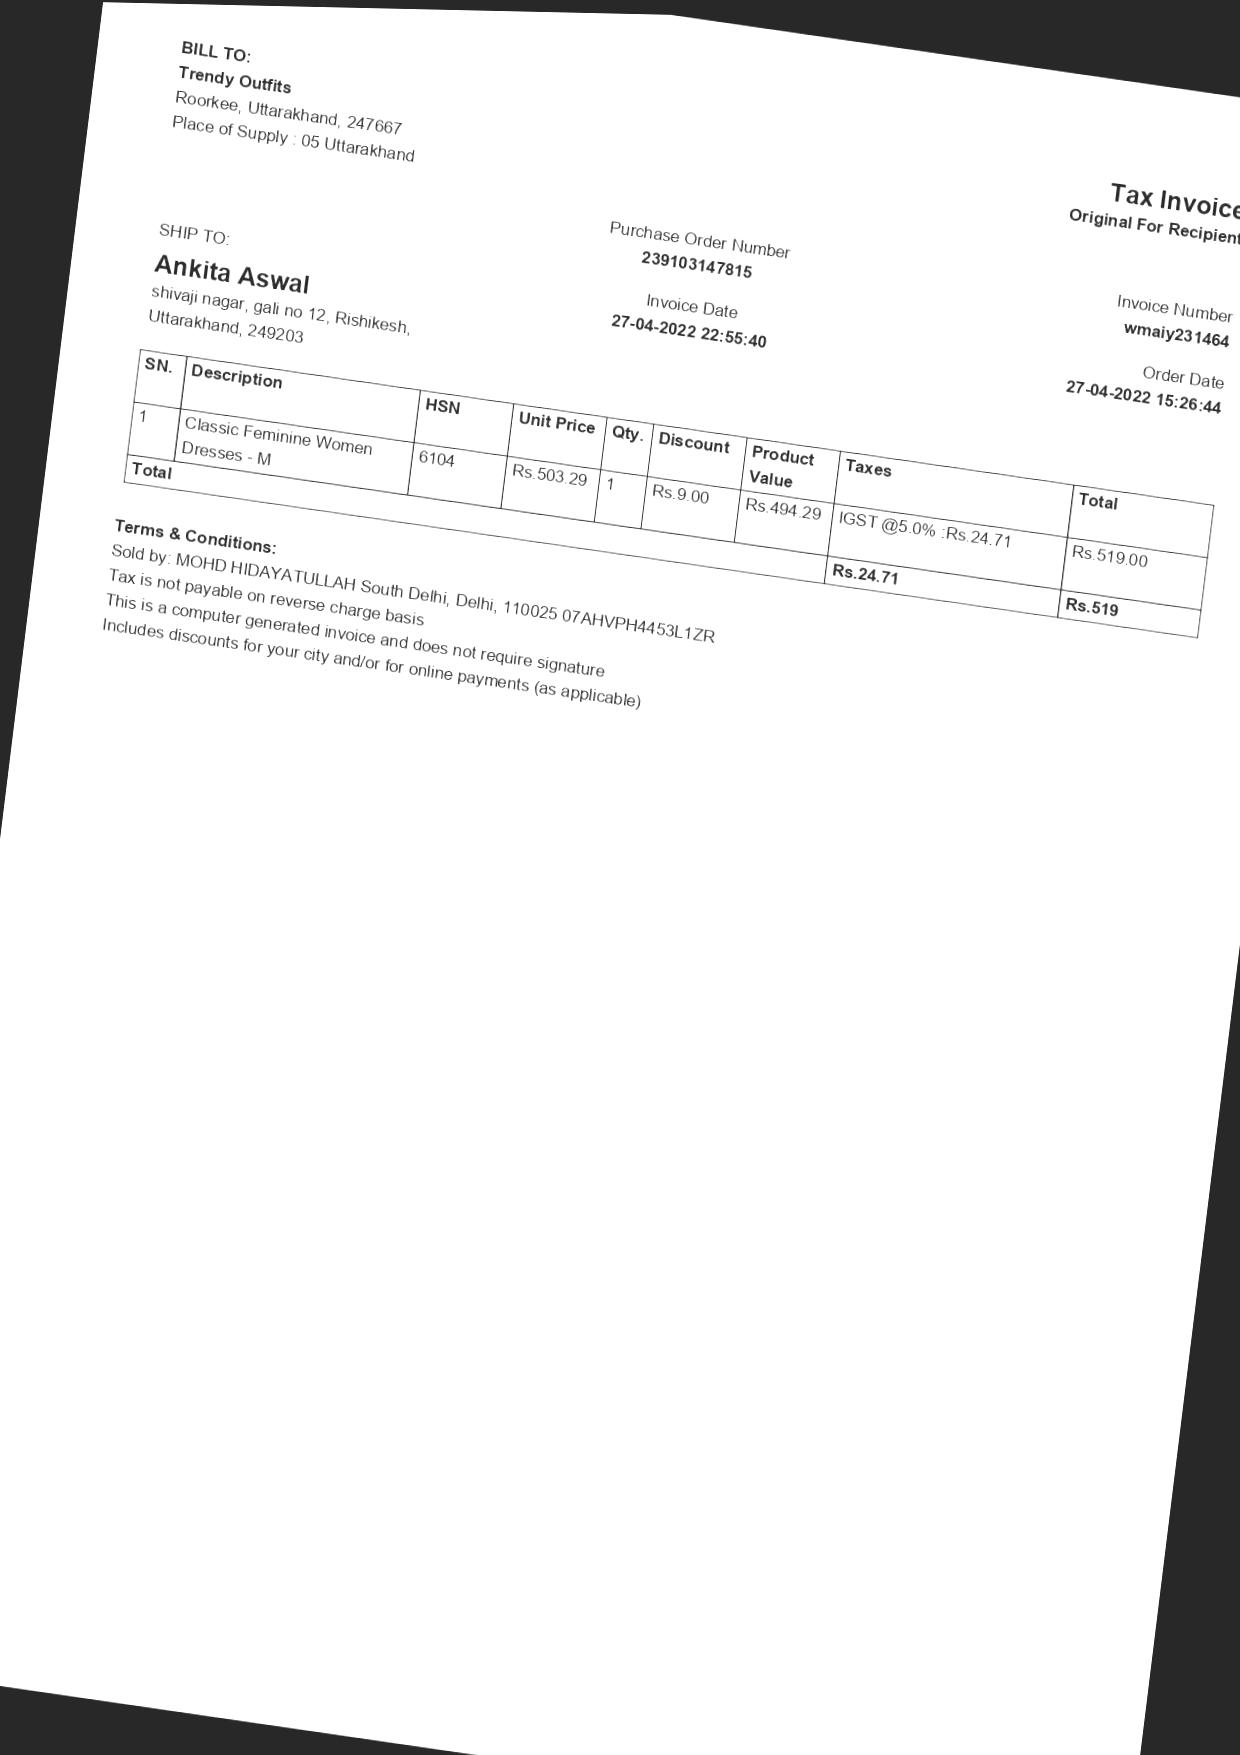 BILL TO:
Trendy Outfits
Roorkee, Uttarakhand, 247667
Place of Supply : 05 Uttarakhand
Tax Invoice
Original For Recipient
SHIP TO:
Ankita Aswal
shivaji nagar, gali no 12, Rishikesh,
Uttarakhand, 249203
Purchase Order Number
239103147815
Invoice Date
27-04-2022 22:55:40
Invoice Number
wmaiy231464
Order Date
27-04-2022 15:26:44
SN. Description HSN Unit Price Qty. Discount Product Value Taxes Total
1 Classic Feminine Women Dresses - M 6104 Rs.503.29 1 Rs.9.00 Rs.494.29 IGST @5.0% :Rs.24.71 Rs.519.00
Total Rs.24.71 Rs.519
Terms & Conditions:
Sold by: MOHD HIDAYATULLAH South Delhi, Delhi, 110025 07AHVPH4453L1ZR
Tax is not payable on reverse charge basis
This is a computer generated invoice and does not require signature
Includes discounts for your city and/or for online payments (as applicable)